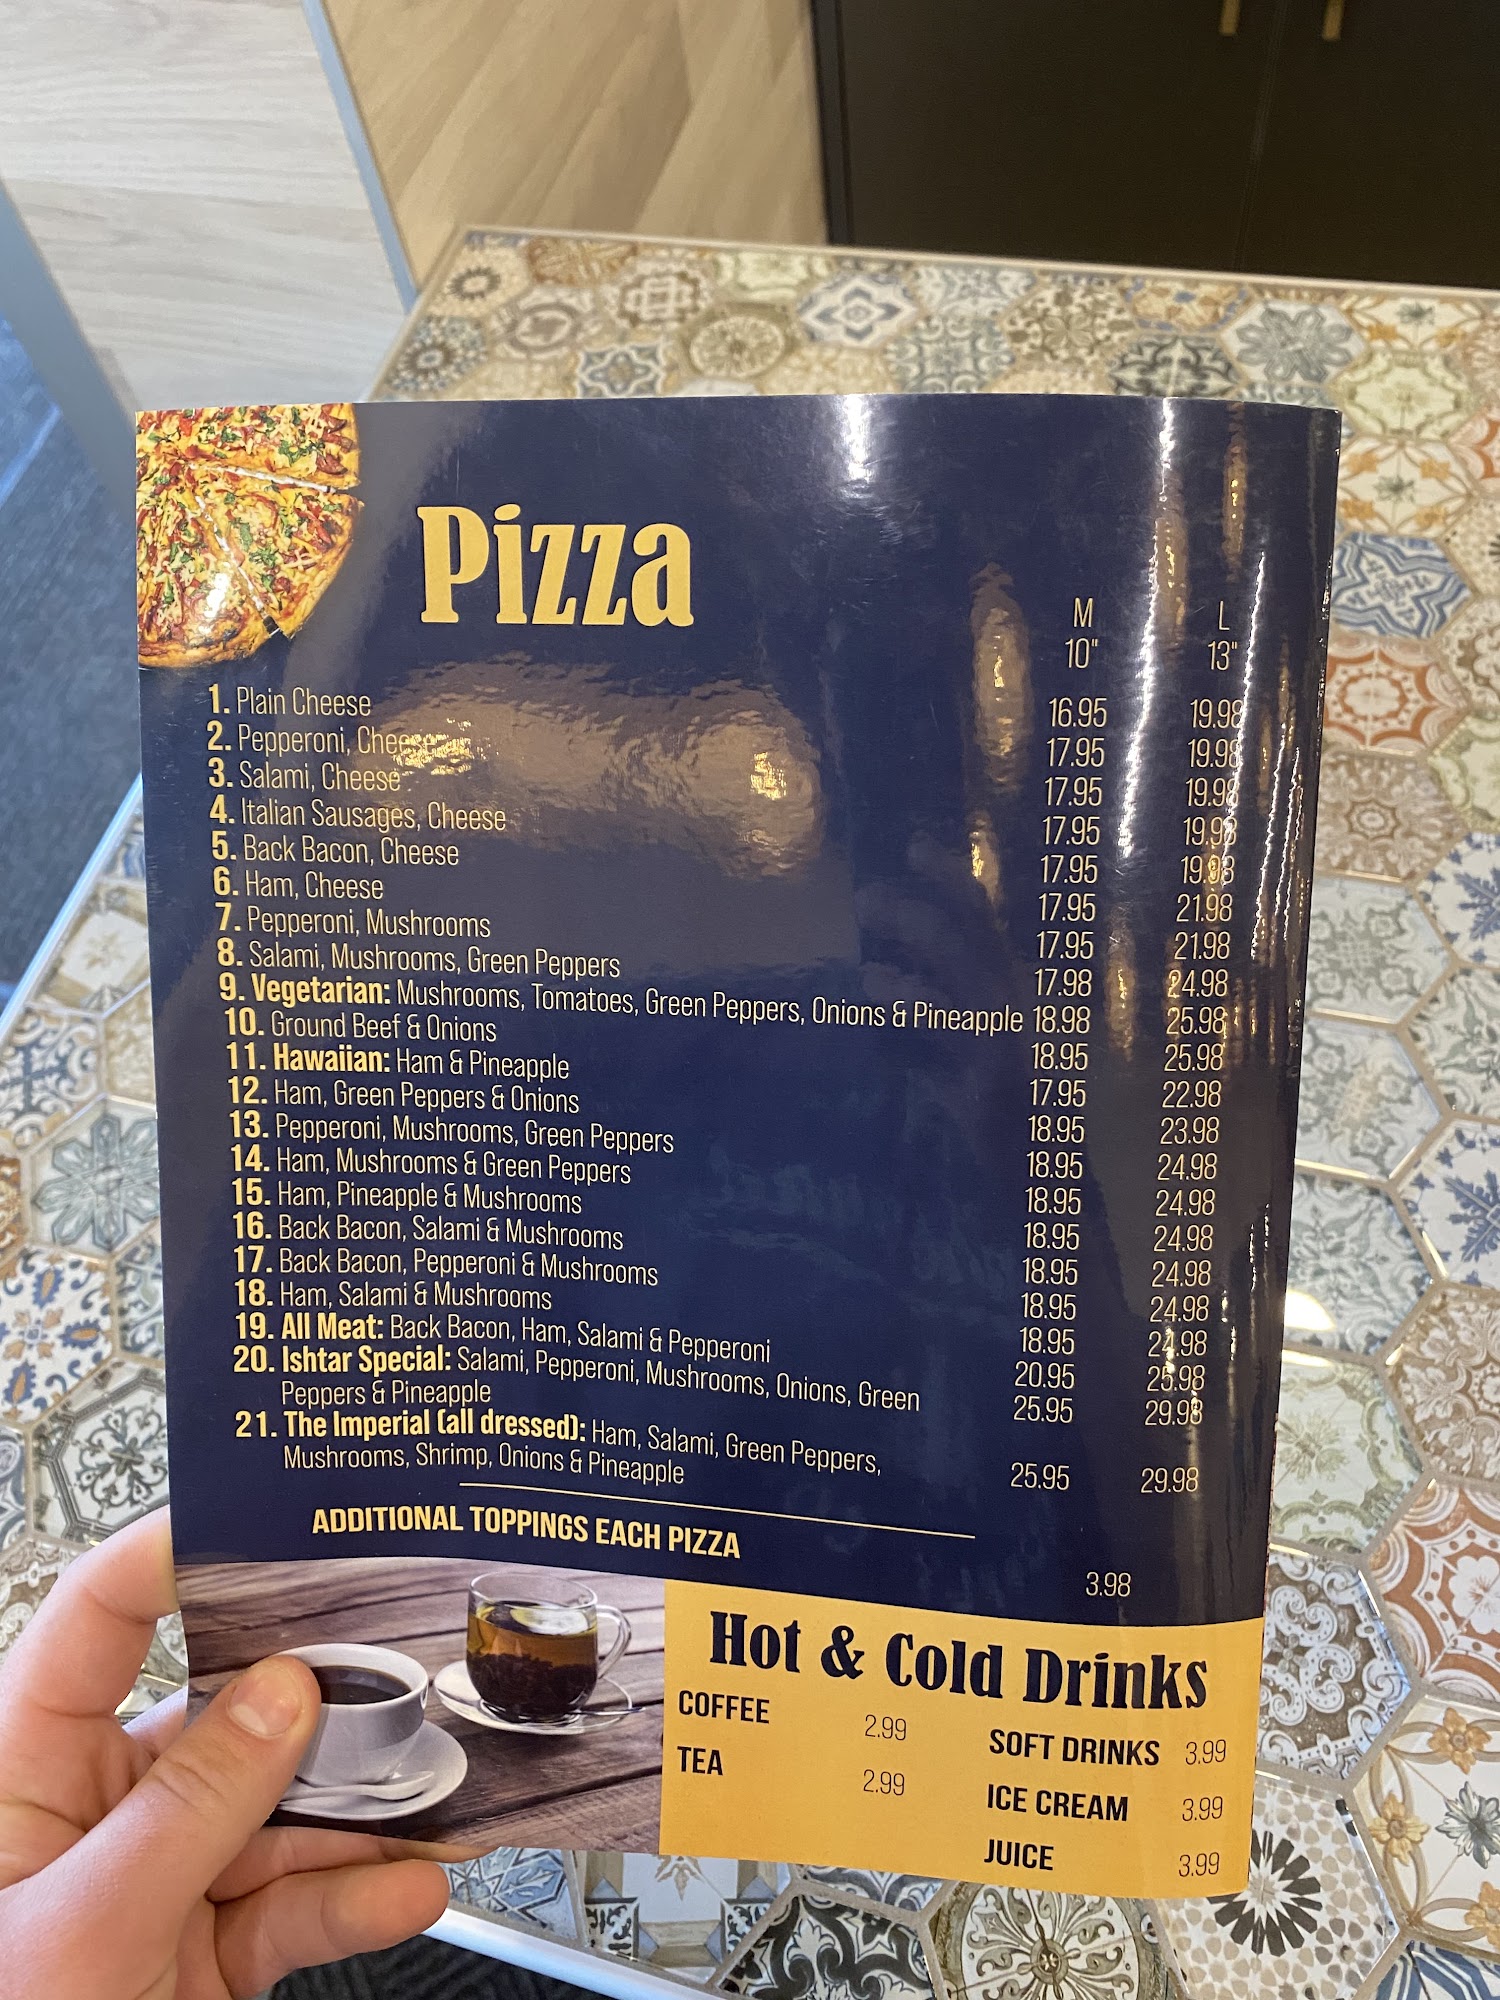 Pizza
M L
10" 13"
1. Plain Cheese 16.95 19.98
2. Pepperoni, Cheese 17.95 19.98
3. Salami, Cheese 17.95 19.98
4. Italian Sausages, Cheese 17.95 19.98
5. Back Bacon, Cheese 17.95 19.98
6. Ham, Cheese 17.95 21.98
7. Pepperoni, Mushrooms 17.95 21.98
8. Salami, Mushrooms, Green Peppers 17.98 24.98
9. Vegetarian: Mushrooms, Tomatoes, Green Peppers, Onions & Pineapple 18.98 25.98
10. Ground Beef & Onions 18.95 25.98
11. Hawaiian: Ham & Pineapple 17.95 22.98
12. Ham, Green Peppers & Onions 18.95 23.98
13. Pepperoni, Mushrooms, Green Peppers 18.95 24.98
14. Ham, Mushrooms & Green Peppers 18.95 24.98
15. Ham, Pineapple & Mushrooms 18.95 24.98
16. Back Bacon, Salami & Mushrooms 18.95 24.98
17. Back Bacon, Pepperoni & Mushrooms 18.95 24.98
18. Ham, Salami & Mushrooms 18.95 24.98
19. All Meat: Back Bacon, Ham, Salami & Pepperoni 20.95 25.98
20. Ishtar Special: Salami, Pepperoni, Mushrooms, Onions, Green 25.95 29.98
Peppers & Pineapple
21. The Imperial (all dressed): Ham, Salami, Green Peppers,
Mushrooms, Shrimp, Onions & Pineapple 25.95 29.98
ADDITIONAL TOPPINGS EACH PIZZA 3.98
Hot & Cold Drinks
COFFEE 2.99
TEA 2.99
SOFT DRINKS 3.99
ICE CREAM 3.99
JUICE 3.99